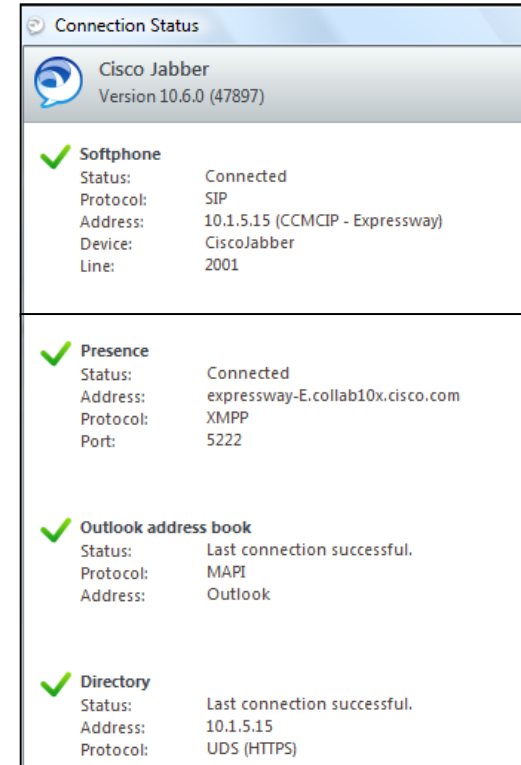 Connection Status
Cisco Jabber
Version 10.6.0 (47897)
Softphone
Status: Connected
Protocol: SIP
Address: 10.1.5.15 (CCMCIP - Expressway)
Device: CiscoJabber
Line: 2001
Presence
Status: Connected
Address: expressway-E.collab10x.cisco.com
Protocol: XMPP
Port: 5222
Outlook address book
Status: Last connection successful.
Protocol: MAPI
Address: Outlook
Directory
Status: Last connection successful.
Address: 10.1.5.15
Protocol: UDS (HTTPS)